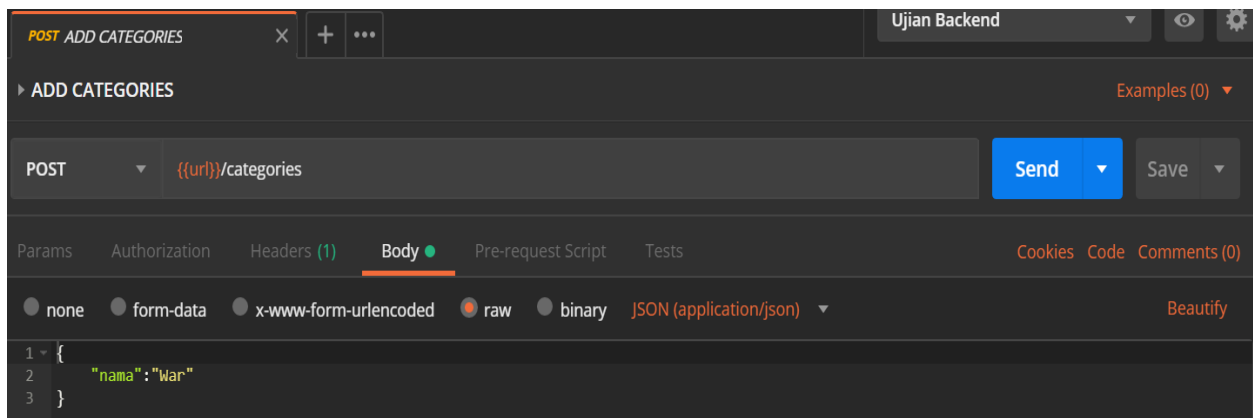 POST ADD CATEGORIES
Ujian Backend
ADD CATEGORIES
Examples (0)
POST {{url}}/categories Send Save
Params Authorization Headers (1) Body Pre-request Script Tests Cookies Code Comments (0)
none form-data x-www-form-urlencoded raw binary JSON (application/json) Beautify
1 {
2 "nama":"War"
3 }